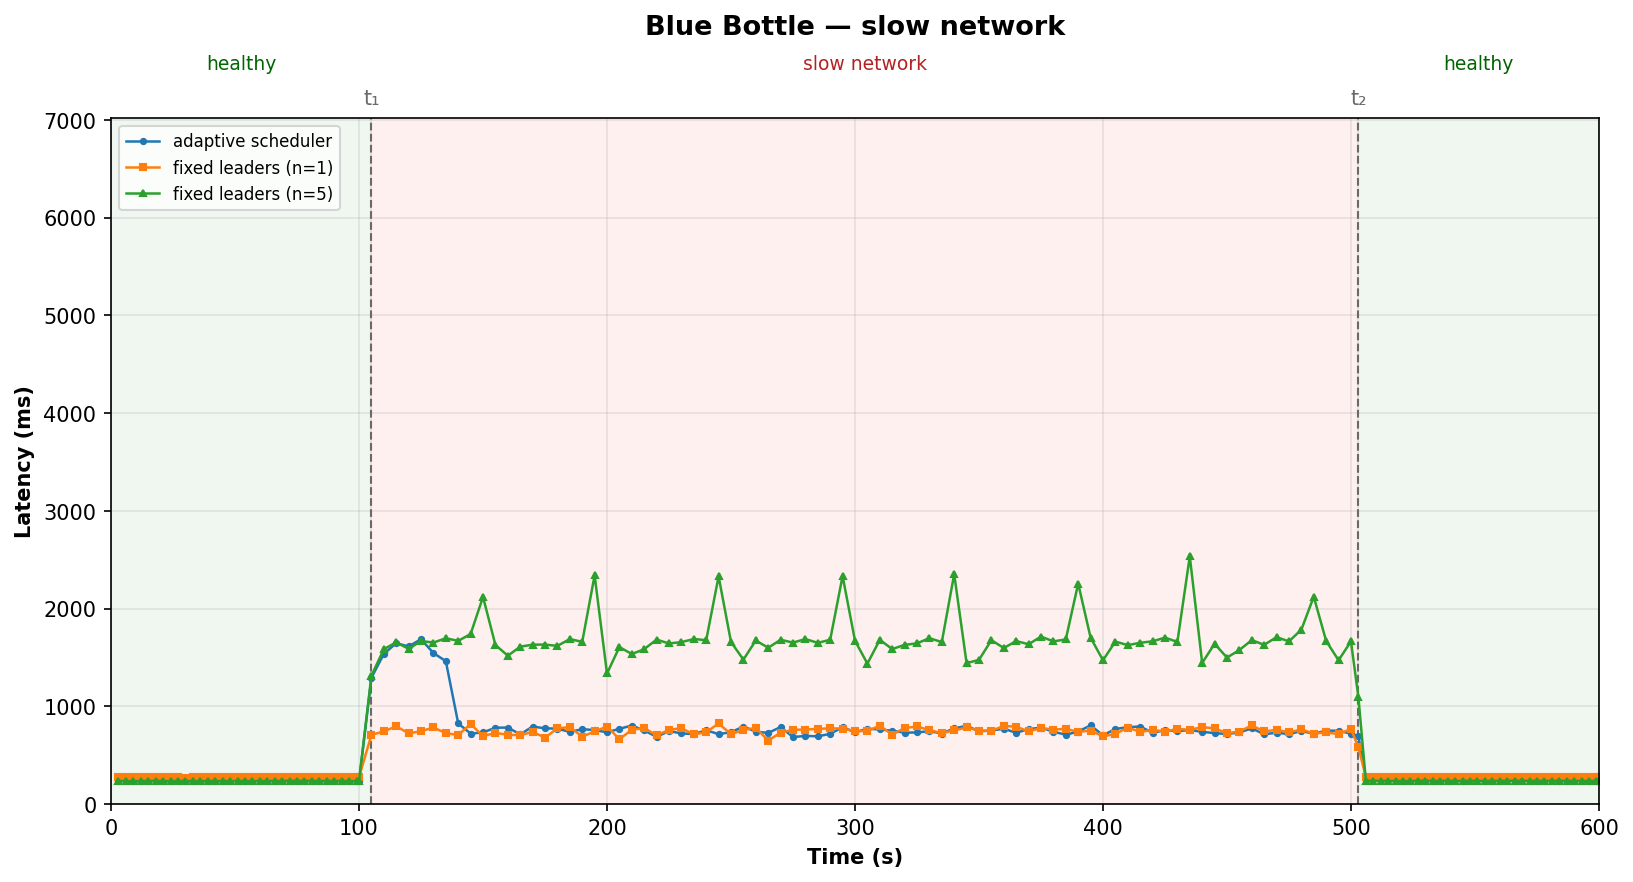 Blue Bottle — slow network
healthy
slow network
healthy
t₁
t₂
7000
6000
5000
4000
3000
2000
1000
0
Latency (ms)
adaptive scheduler
fixed leaders (n=1)
fixed leaders (n=5)
0
100
200
300
400
500
600
Time (s)